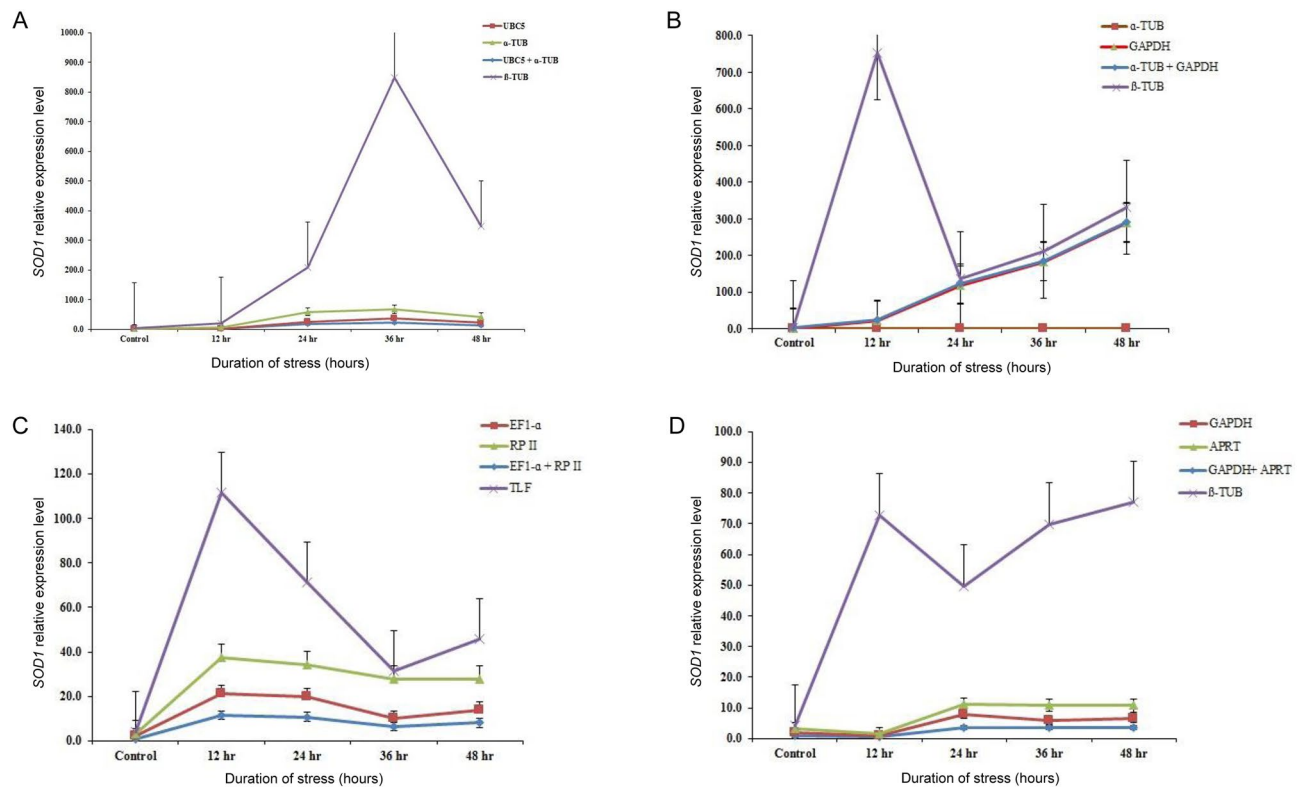 A
UBC5
α-TUB
UBC5 + α-TUB
ß-TUB
SOD1 relative expression level
1000.0
900.0
800.0
700.0
600.0
500.0
400.0
300.0
200.0
100.0
0.0
Control 12 hr 24 hr 36 hr 48 hr
Duration of stress (hours)
B
α-TUB
GAPDH
α-TUB + GAPDH
ß-TUB
SOD1 relative expression level
800.0
700.0
600.0
500.0
400.0
300.0
200.0
100.0
0.0
Control 12 hr 24 hr 36 hr 48 hr
Duration of stress (hours)
C
EF1-α
RP II
EF1-α + RP II
TLF
SOD1 relative expression level
140.0
120.0
100.0
80.0
60.0
40.0
20.0
0.0
Control 12 hr 24 hr 36 hr 48 hr
Duration of stress (hours)
D
GAPDH
APRT
GAPDH+ APRT
ß-TUB
SOD1 relative expression level
100.0
90.0
80.0
70.0
60.0
50.0
40.0
30.0
20.0
10.0
0.0
Control 12 hr 24 hr 36 hr 48 hr
Duration of stress (hours)